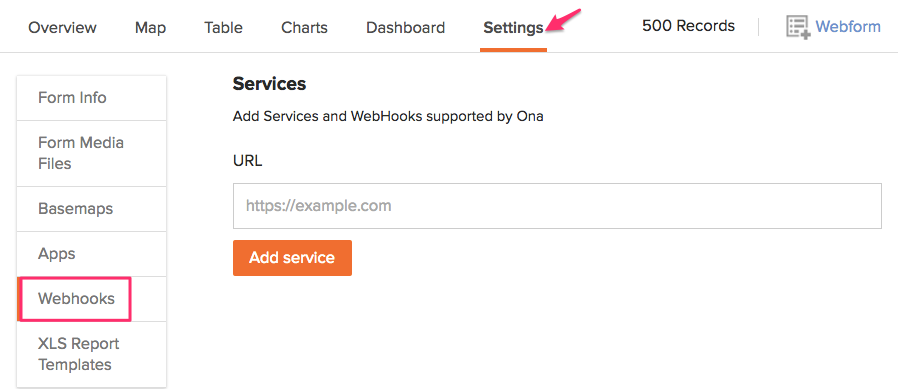 Overview Map Table Charts Dashboard Settings 500 Records Webform
Form Info
Form Media
Files
Basemaps
Apps
Webhooks
XLS Report
Templates
Services
Add Services and WebHooks supported by Ona
URL
https://example.com
Add service